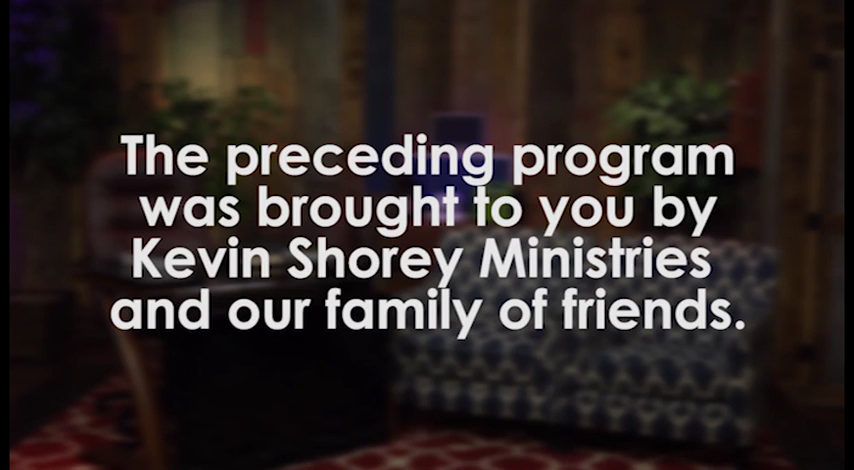 The preceding program
was brought to you by
Kevin Shorey Ministries
and our family of friends.